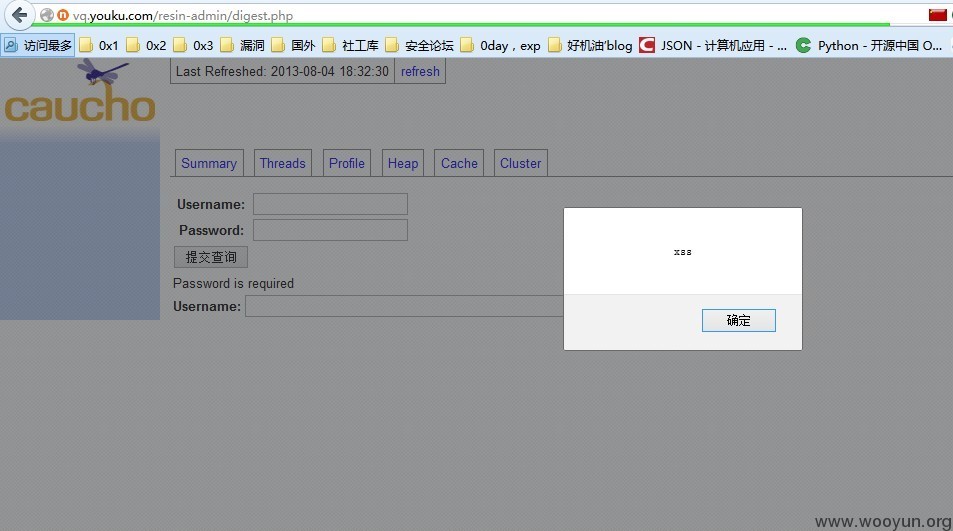 vq.youku.com/resin-admin/digest.php
访问最多 0x1 0x2 0x3 漏洞 国外 社工库 安全论坛 0day，exp 好机油'blog JSON - 计算机应用 - ... Python - 开源中国 O...
Last Refreshed: 2013-08-04 18:32:30 refresh
caucho
Summary Threads Profile Heap Cache Cluster
Username:
Password:
提交查询
Password is required
Username:
xss
确定
www.wooyun.org